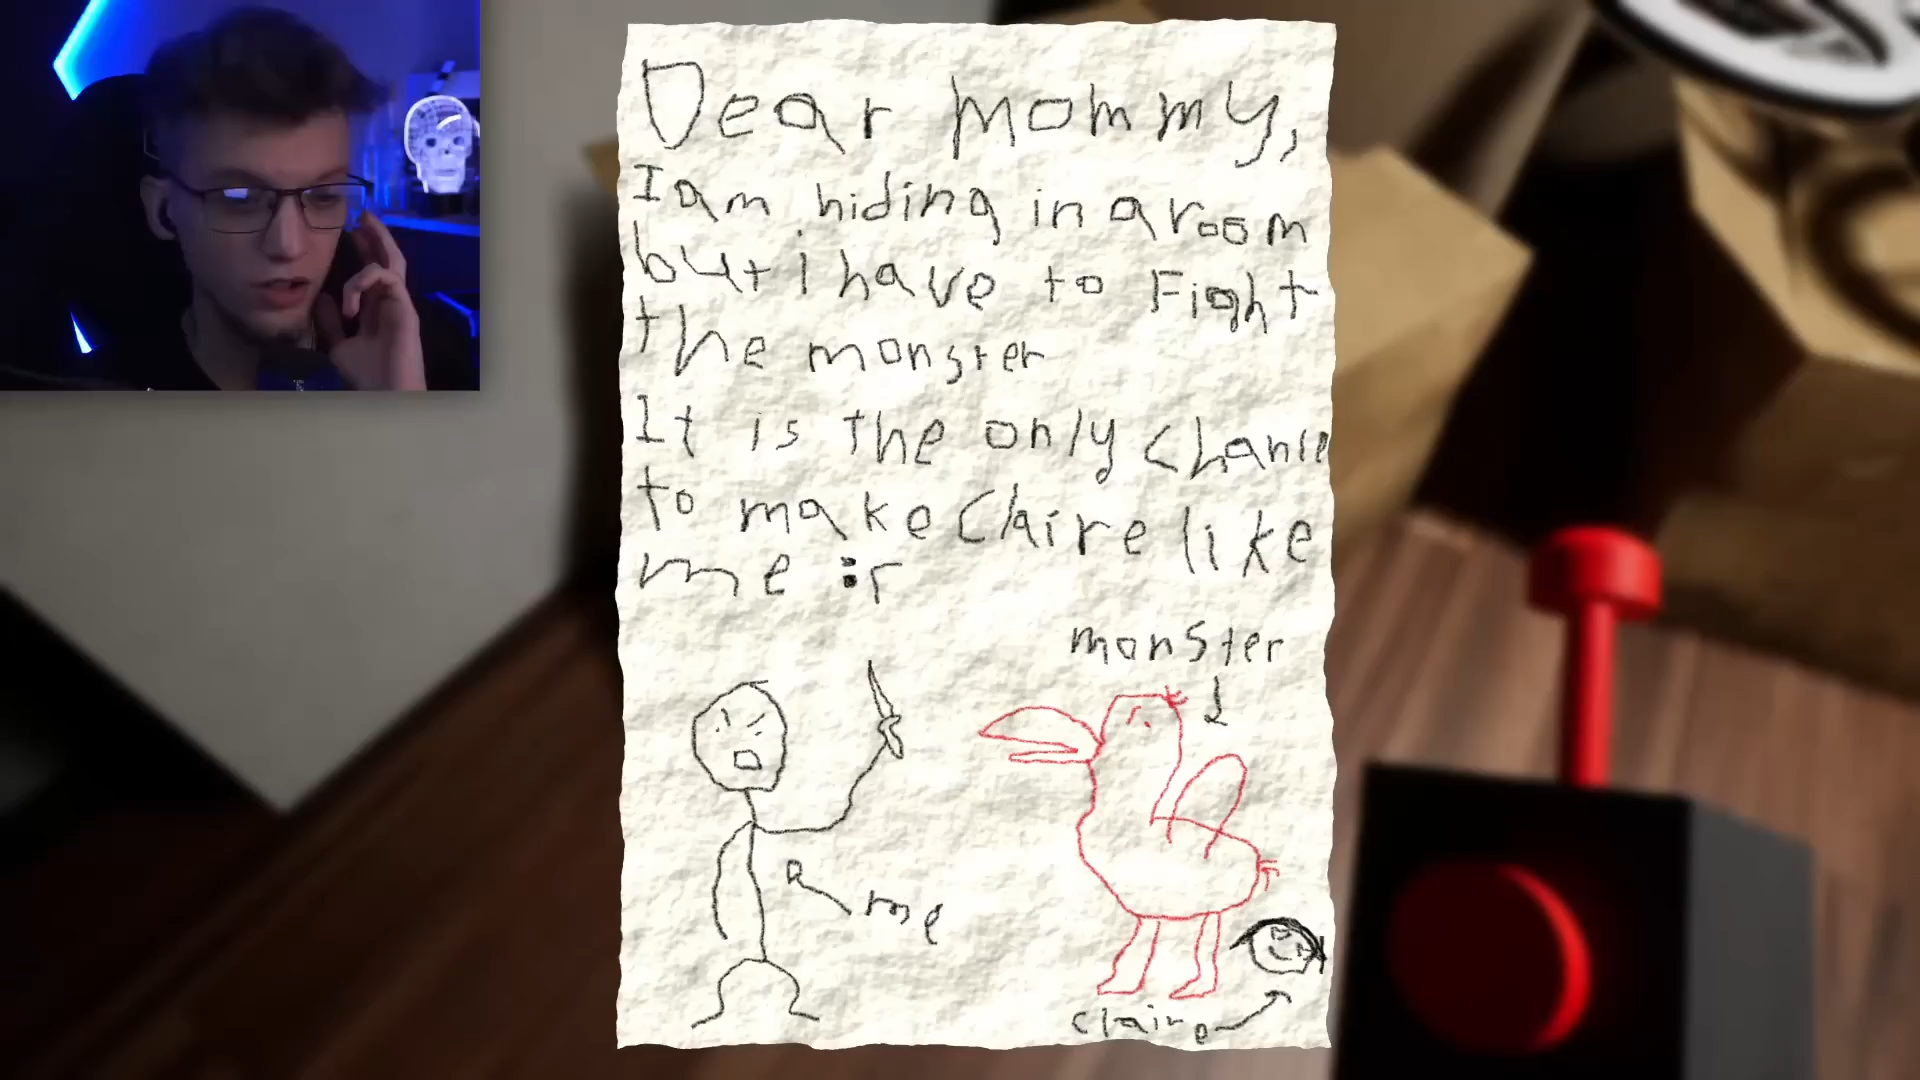 Dear Mommy,
I am hiding in a room
but i have to Fight
the monster
It is the only chance
to make Claire like
me :r
monster
me
claire